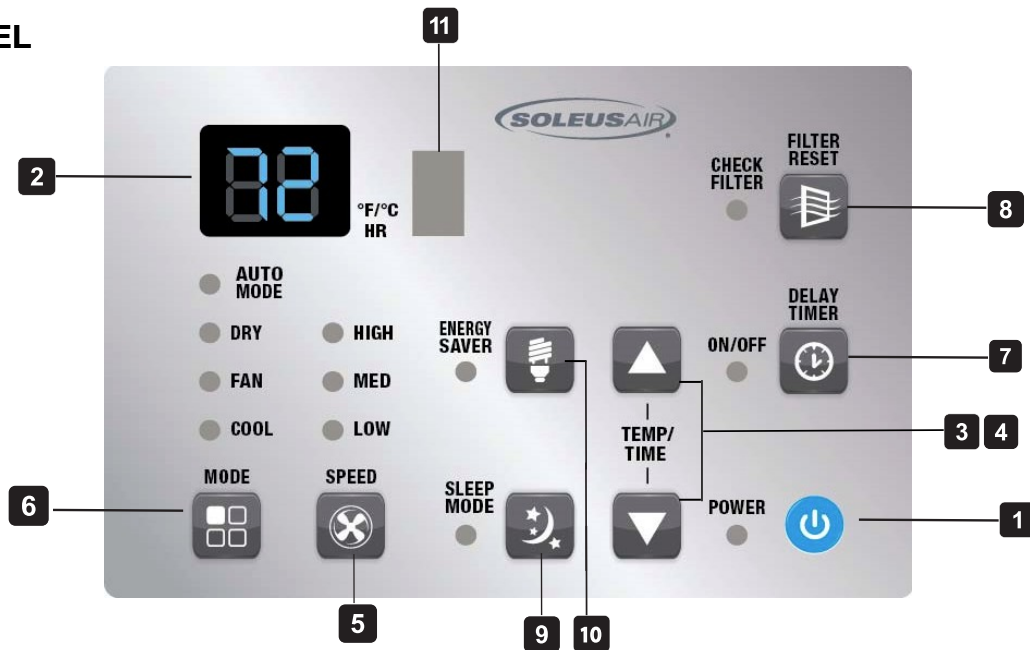 EL
11
SOLEUSAIR
FILTER
RESET
CHECK
FILTER
2
72
°F/°C
HR
8
AUTO
MODE
DELAY
TIMER
DRY
HIGH
ENERGY
SAVER
ON/OFF
7
FAN
MED
COOL
LOW
TEMP/
TIME
3 4
MODE
SPEED
SLEEP
MODE
POWER
6
1
5
9
10